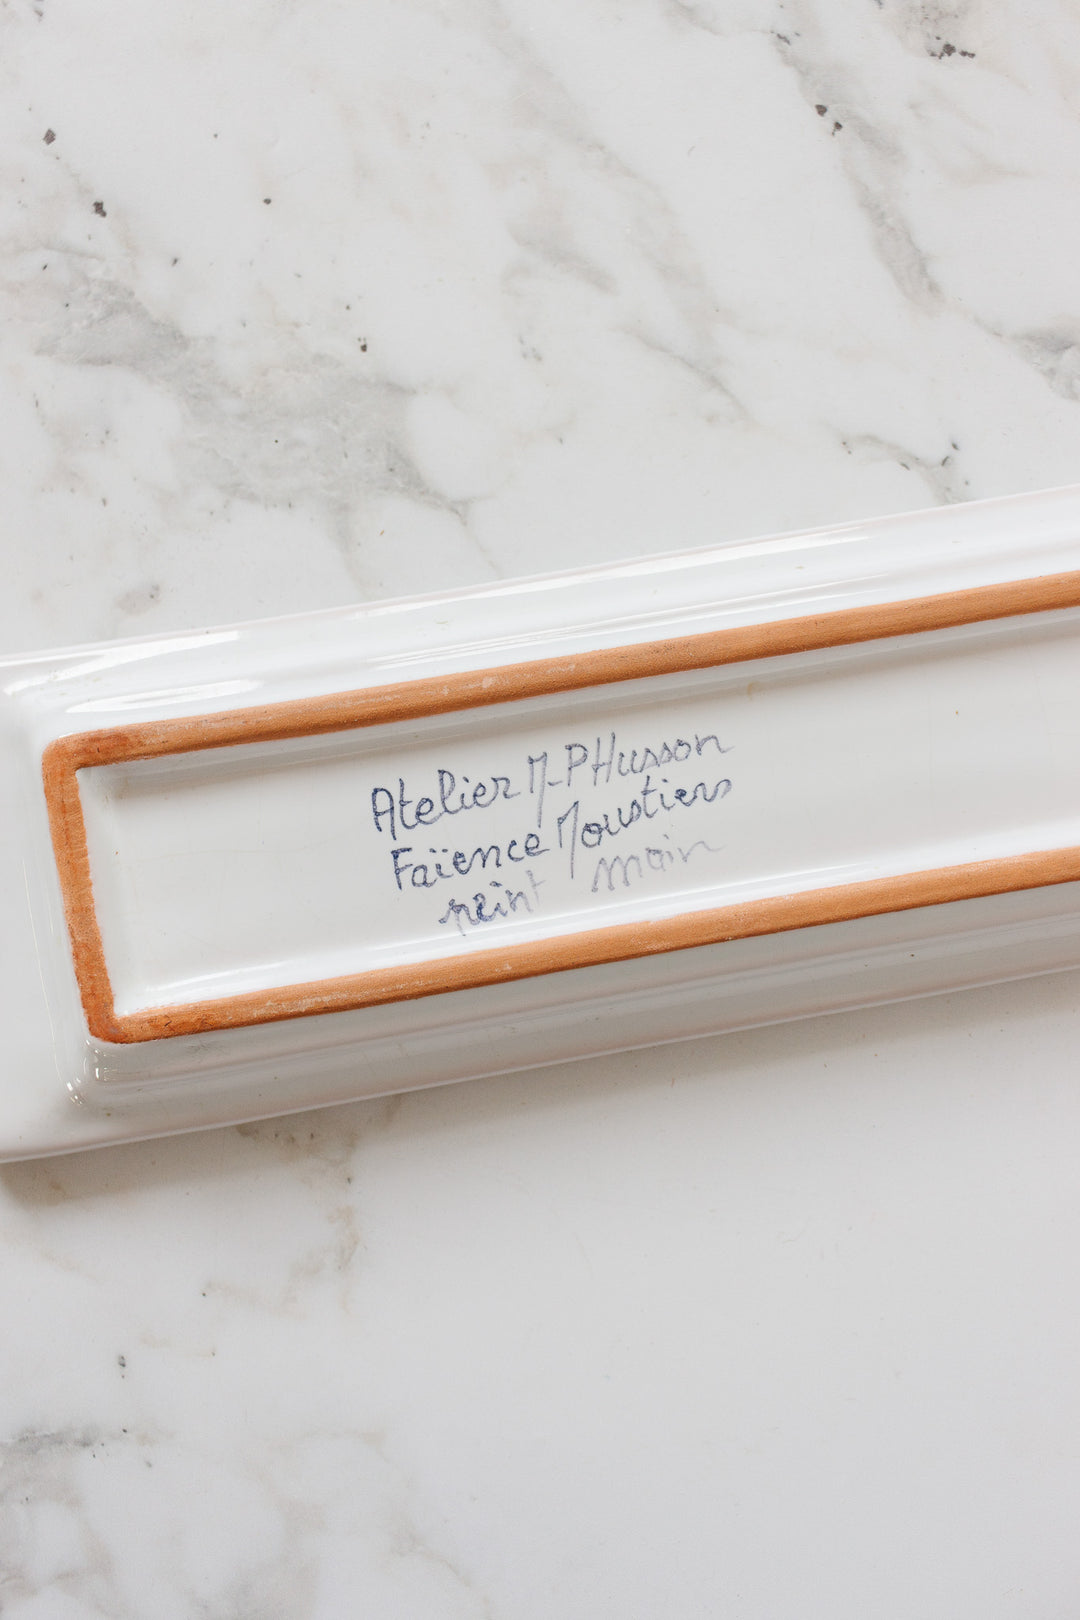 Atelier M-P Husson
Faïence Moustiers
peint main